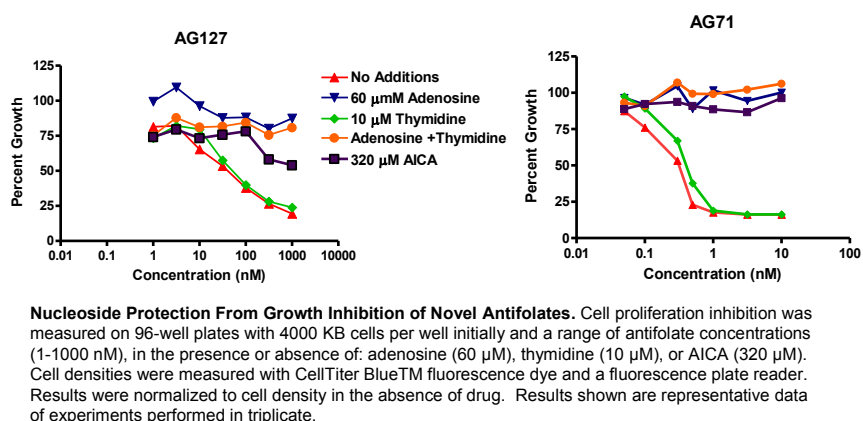 AG127
AG71
Percent Growth
125
100
75
50
25
0
0.01 0.1 1 10 100 1000 10000
Concentration (nM)
No Additions
60 μmM Adenosine
10 μM Thymidine
Adenosine +Thymidine
320 μM AICA
Percent Growth
125
100
75
50
25
0
0.01 0.1 1 10 100
Concentration (nM)
Nucleoside Protection From Growth Inhibition of Novel Antifolates. Cell proliferation inhibition was
measured on 96-well plates with 4000 KB cells per well initially and a range of antifolate concentrations
(1-1000 nM), in the presence or absence of: adenosine (60 μM), thymidine (10 μM), or AICA (320 μM).
Cell densities were measured with CellTiter BlueTM fluorescence dye and a fluorescence plate reader.
Results were normalized to cell density in the absence of drug. Results shown are representative data
of experiments performed in triplicate.